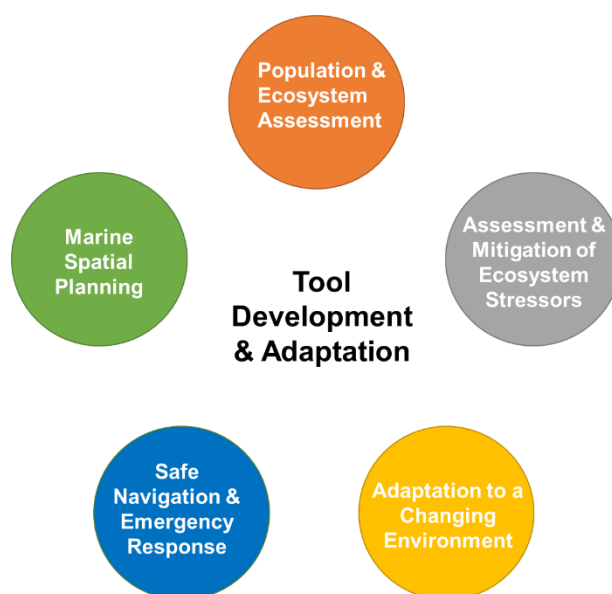 Population &
Ecosystem
Assessment
Marine
Spatial
Planning
Assessment &
Mitigation of
Ecosystem
Stressors
Tool
Development
& Adaptation
Safe
Navigation &
Emergency
Response
Adaptation to a
Changing
Environment